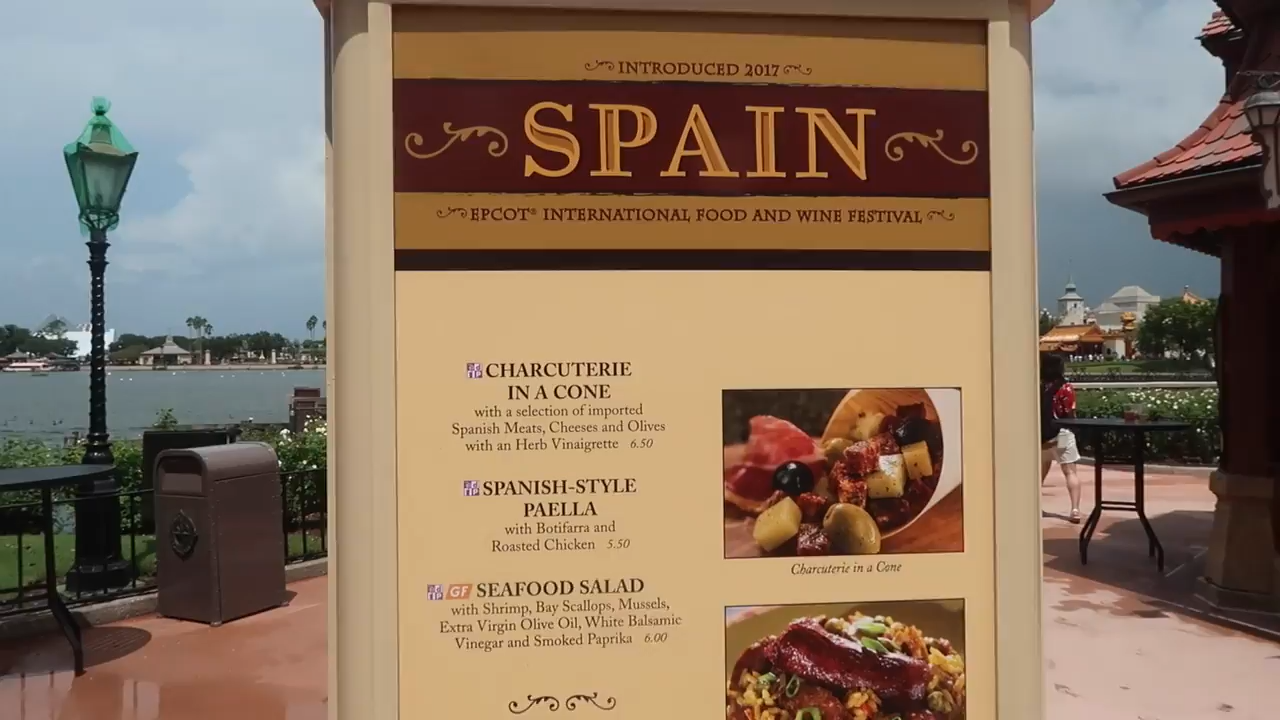 INTRODUCED 2017
SPAIN
EPCOT® INTERNATIONAL FOOD AND WINE FESTIVAL
CHARCUTERIE
IN A CONE
with a selection of imported
Spanish Meats, Cheeses and Olives
with an Herb Vinaigrette 6.50
SPANISH-STYLE
PAELLA
with Botifarra and
Roasted Chicken 5.50
GF SEAFOOD SALAD
with Shrimp, Bay Scallops, Mussels,
Extra Virgin Olive Oil, White Balsamic
Vinegar and Smoked Paprika 6.00
Charcuterie in a Cone